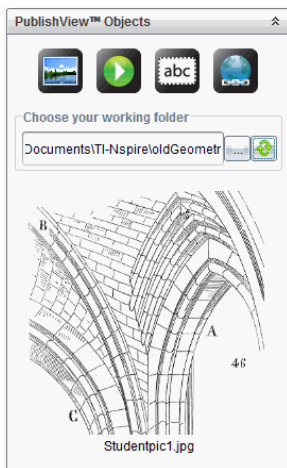 PublishView™ Objects
abc
Choose your working folder
Documents\TI-Nspire\oldGeometr
...
B
A
46
C
Studentpic1.jpg